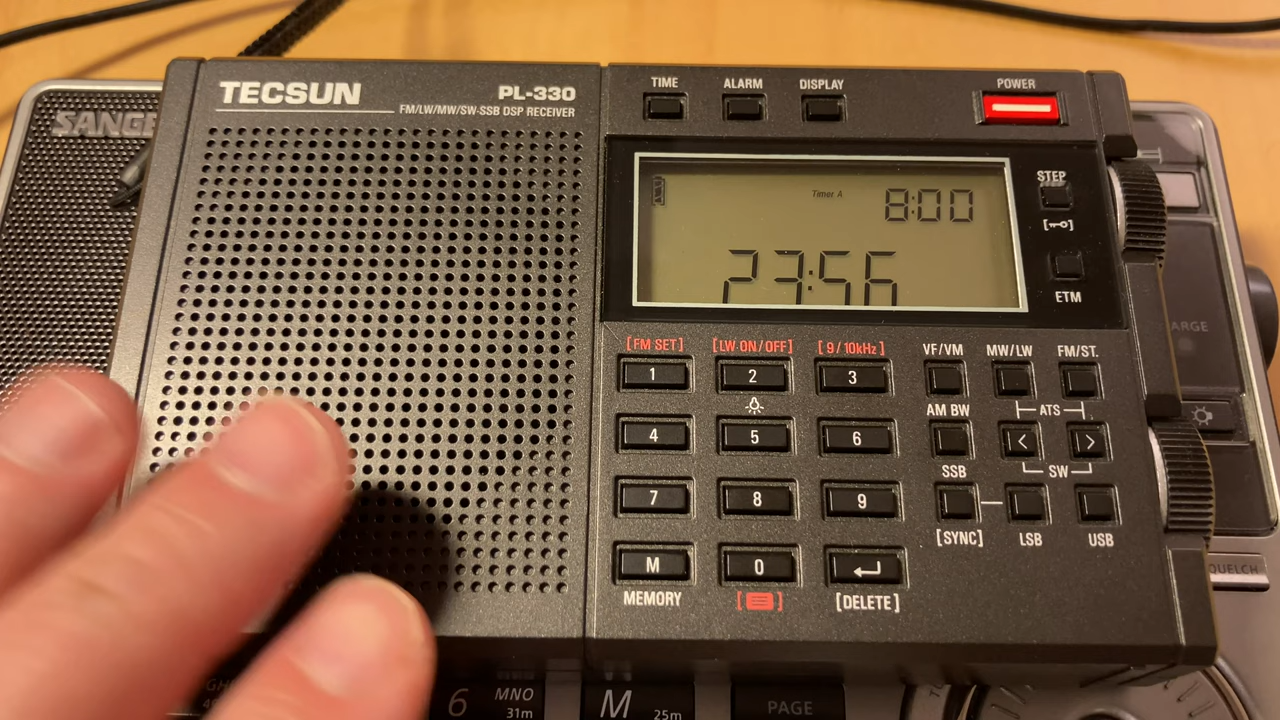 SANGE
TECSUN
PL-330
FM/LW/MW/SW-SSB DSP RECEIVER
TIME ALARM DISPLAY POWER
Timer A 8:00
23:56
STEP
ETM
[FM SET] [LW ON/OFF] [9/10kHz]
VF/VM MW/LW FM/ST.
1 2 3
AM BW ATS
4 5 6 < >
SSB SW
7 8 9
[SYNC] LSB USB
M 0
MEMORY [DELETE]
ARGE
QUELCH
6 MNO
31m
M 25m
PAGE